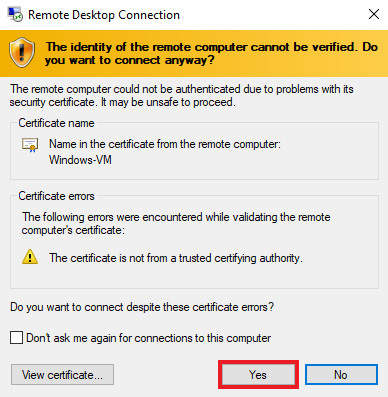 Remote Desktop Connection
The identity of the remote computer cannot be verified. Do
you want to connect anyway?
The remote computer could not be authenticated due to problems with its
security certificate. It may be unsafe to proceed.
Certificate name
Name in the certificate from the remote computer:
Windows-VM
Certificate errors
The following errors were encountered while validating the remote
computer's certificate:
The certificate is not from a trusted certifying authority.
Do you want to connect despite these certificate errors?
Don't ask me again for connections to this computer
View certificate... Yes No